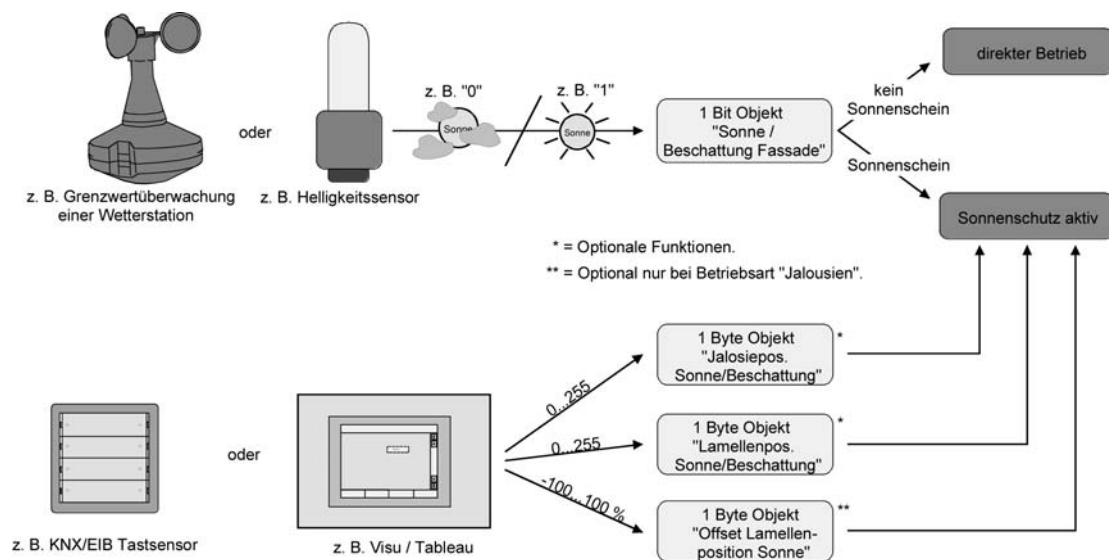 direkter Betrieb
z. B. "0"
z. B. "1"
kein
Sonnenschein
oder
Sonne
Sonne
1 Bit Objekt
"Sonne /
Beschattung Fassade"
Sonnenschein
z. B. Grenzwertüberwachung
einer Wetterstation
z. B. Helligkeitssensor
Sonnenschutz aktiv
* = Optionale Funktionen.
** = Optional nur bei Betriebsart "Jalousien".
1 Byte Objekt
"Jalosiepos.
Sonne/Beschattung"
*
0...255
1 Byte Objekt
"Lamellenpos.
Sonne/Beschattung"
*
0...255
oder
-100...100 %
1 Byte Objekt
"Offset Lamellen-
position Sonne"
**
z. B. KNX/EIB Tastsensor
z. B. Visu / Tableau